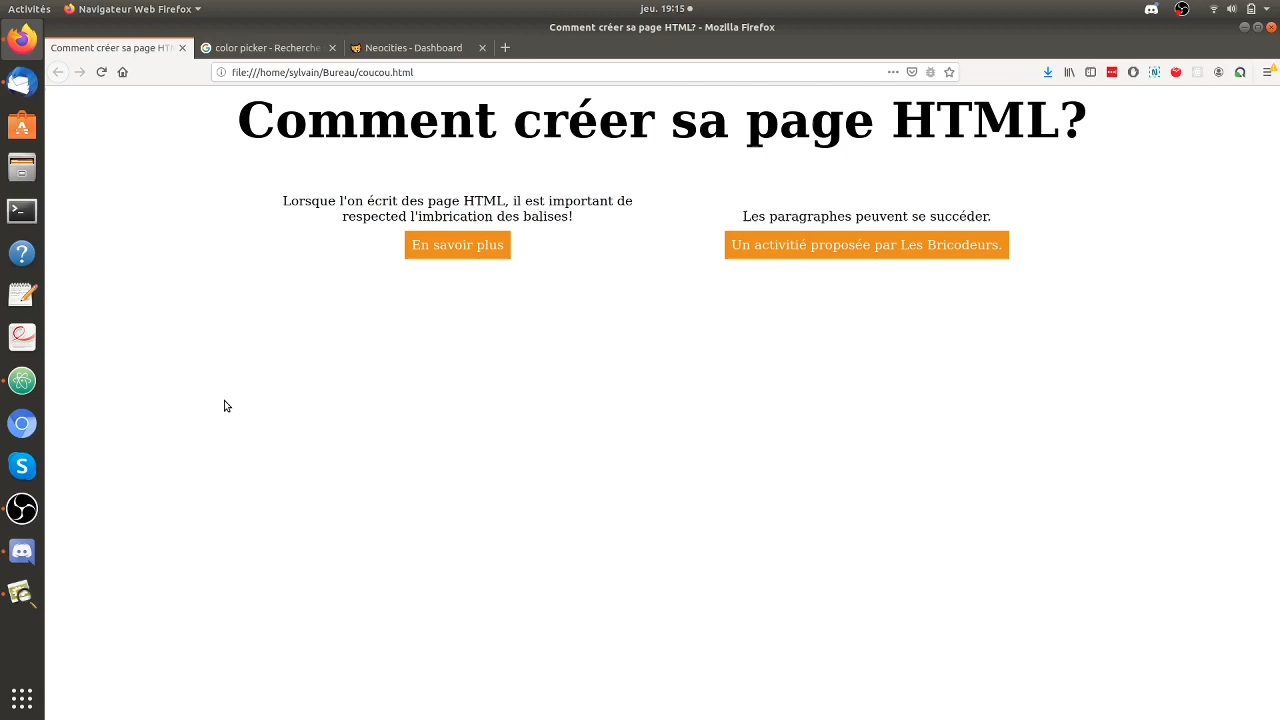 Activités Navigateur Web Firefox jeu. 19:15
Comment créer sa page HTML? - Mozilla Firefox
Comment créer sa page HTM color picker - Recherche Neocities - Dashboard
file:///home/sylvain/Bureau/coucou.html
Comment créer sa page HTML?
Lorsque l'on écrit des page HTML, il est important de
respected l'imbrication des balises!
Les paragraphes peuvent se succéder.
En savoir plus
Un activitié proposée par Les Bricodeurs.